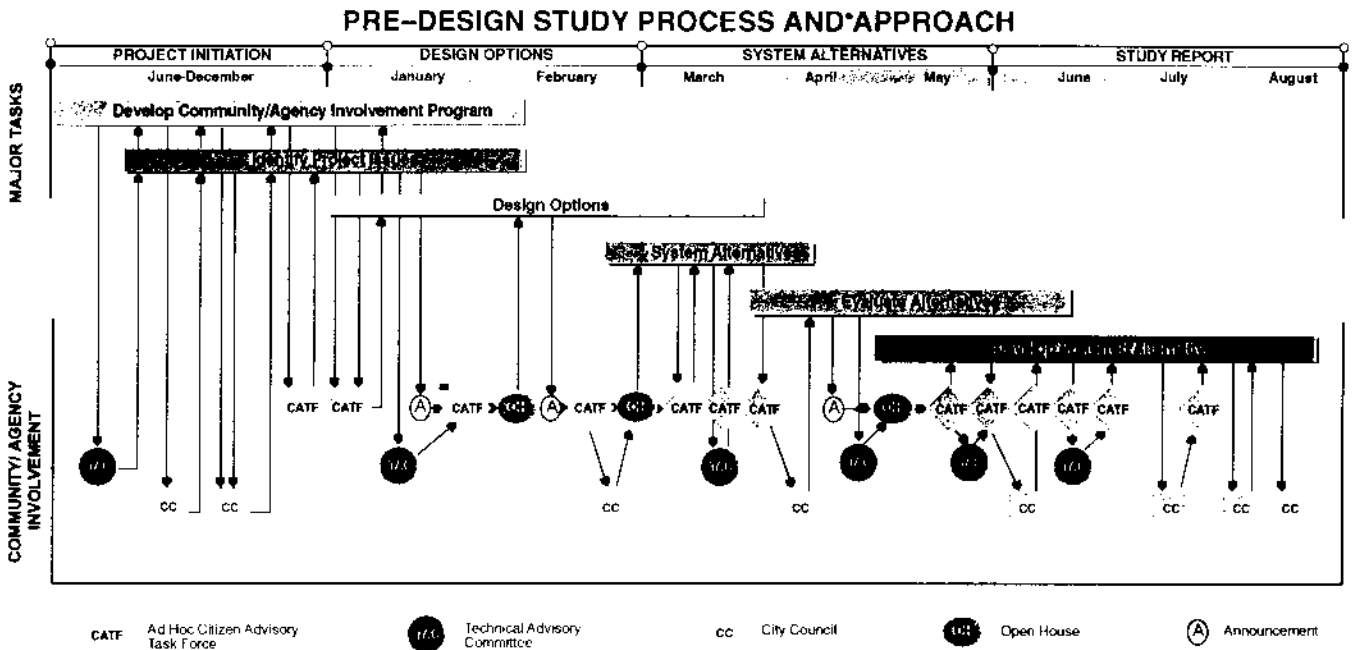 PRE-DESIGN STUDY PROCESS AND APPROACH
PROJECT INITIATION DESIGN OPTIONS SYSTEM ALTERNATIVES STUDY REPORT
June-December January February March April May June July August
MAJOR TASKS
Develop Community/Agency Involvement Program
Identify Project Issues
Design Options
System Alternatives
Evaluate Alternatives
COMMUNITY/AGENCY
INVOLVEMENT
CATF CATF A CATF OH A CATF OH CATF CATF CATF A OH CATF CATF CATF CATF CATF CATF
TAC TAC TAC TAC TAC TAC
CC CC CC CC CC CC CC CC
CATF Ad Hoc Citizen Advisory
Task Force
TAC Technical Advisory
Committee
CC City Council
OH Open House
A Announcement